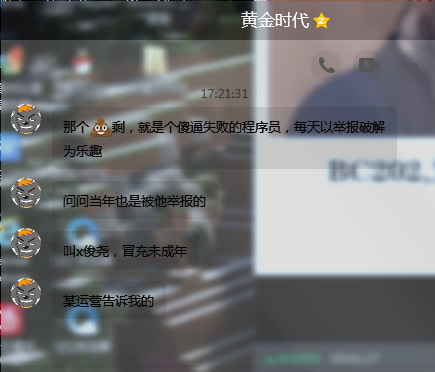 黄金时代
17:21:31
那个💩剩，就是个傻逼失败的程序员，每天以举报破解
为乐趣
问问当年也是被他举报的
叫x俊尧，冒充未成年
某运营告诉我的
BC202.